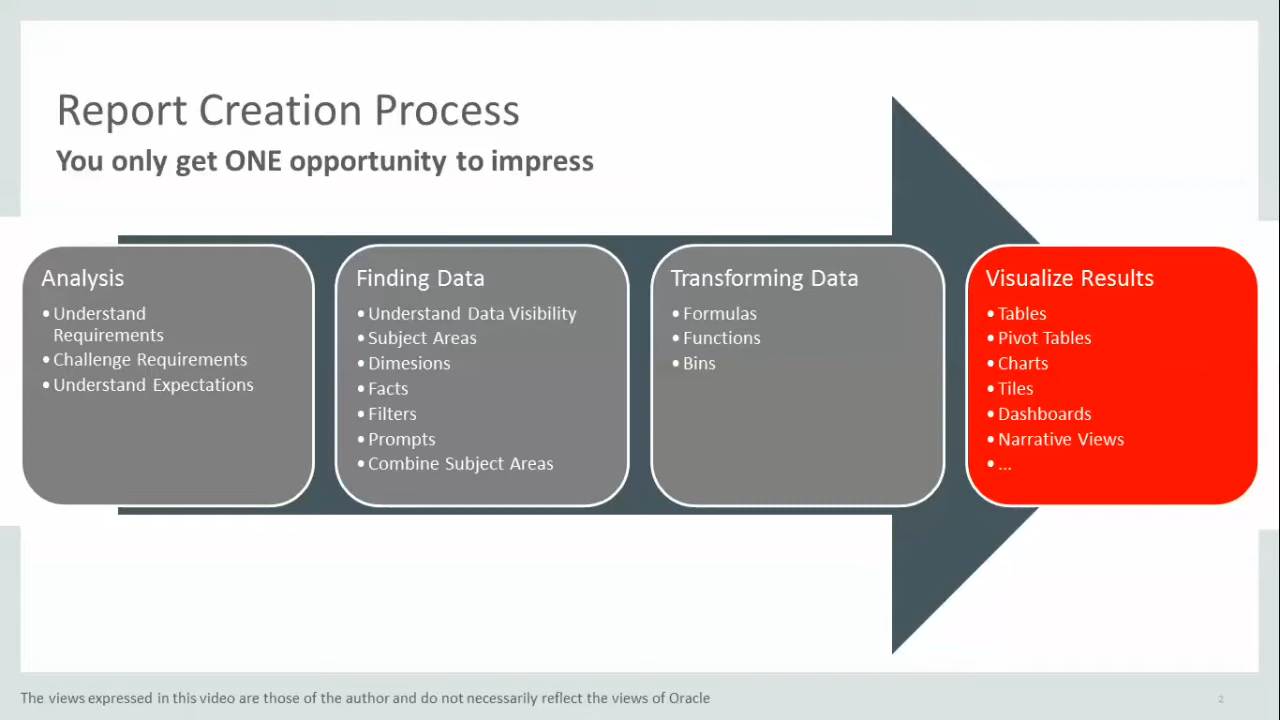 Report Creation Process
You only get ONE opportunity to impress
Analysis
•Understand
Requirements
•Challenge Requirements
•Understand Expectations
Finding Data
•Understand Data Visibility
•Subject Areas
•Dimesions
•Facts
•Filters
•Prompts
•Combine Subject Areas
Transforming Data
•Formulas
•Functions
•Bins
Visualize Results
•Tables
•Pivot Tables
•Charts
•Tiles
•Dashboards
•Narrative Views
•...
The views expressed in this video are those of the author and do not necessarily reflect the views of Oracle
2